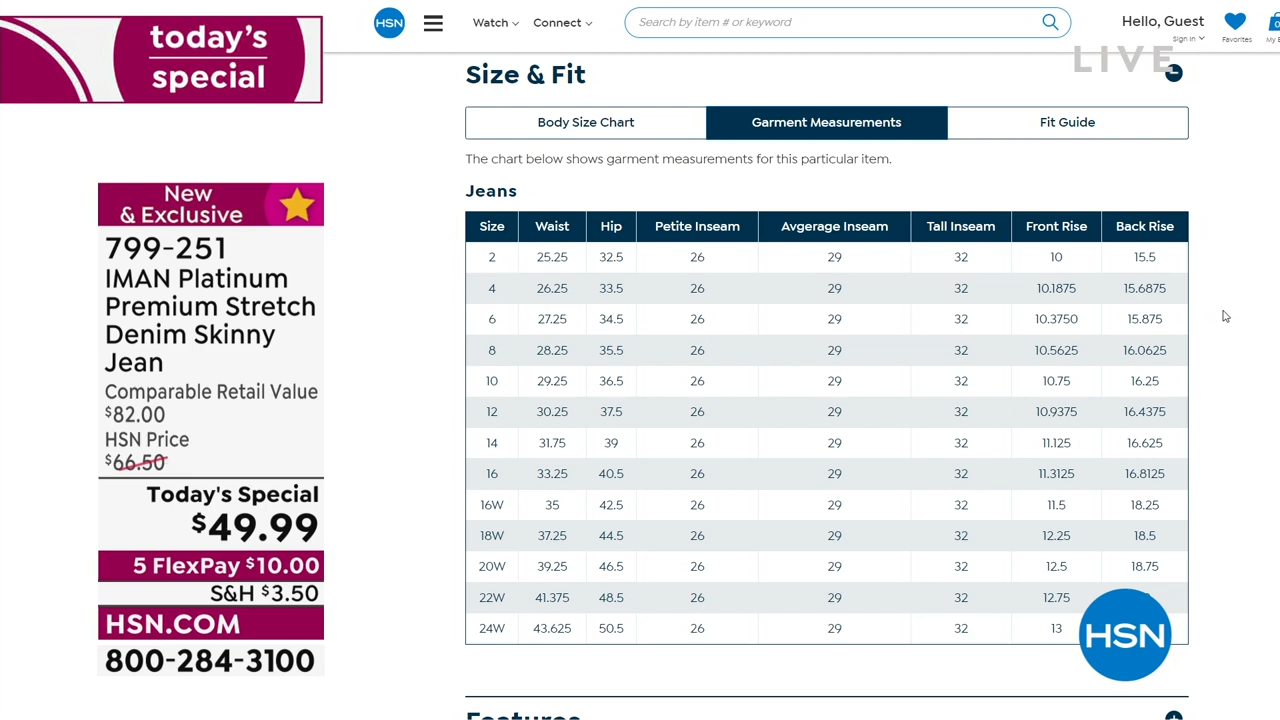 today's
special
HSN
Watch
Connect
Search by item # or keyword
Hello, Guest
Sign In
Favorites
LIVE
Size & Fit
Body Size Chart
Garment Measurements
Fit Guide
The chart below shows garment measurements for this particular item.
Jeans
Size Waist Hip Petite Inseam Avgerage Inseam Tall Inseam Front Rise Back Rise
2 25.25 32.5 26 29 32 10 15.5
4 26.25 33.5 26 29 32 10.1875 15.6875
6 27.25 34.5 26 29 32 10.3750 15.875
8 28.25 35.5 26 29 32 10.5625 16.0625
10 29.25 36.5 26 29 32 10.75 16.25
12 30.25 37.5 26 29 32 10.9375 16.4375
14 31.75 39 26 29 32 11.125 16.625
16 33.25 40.5 26 29 32 11.3125 16.8125
16W 35 42.5 26 29 32 11.5 18.25
18W 37.25 44.5 26 29 32 12.25 18.5
20W 39.25 46.5 26 29 32 12.5 18.75
22W 41.375 48.5 26 29 32 12.75
24W 43.625 50.5 26 29 32 13
HSN
New
& Exclusive
799-251
IMAN Platinum
Premium Stretch
Denim Skinny
Jean
Comparable Retail Value
$82.00
HSN Price
$66.50
Today's Special
$49.99
5 FlexPay $10.00
S&H $3.50
HSN.COM
800-284-3100
Features